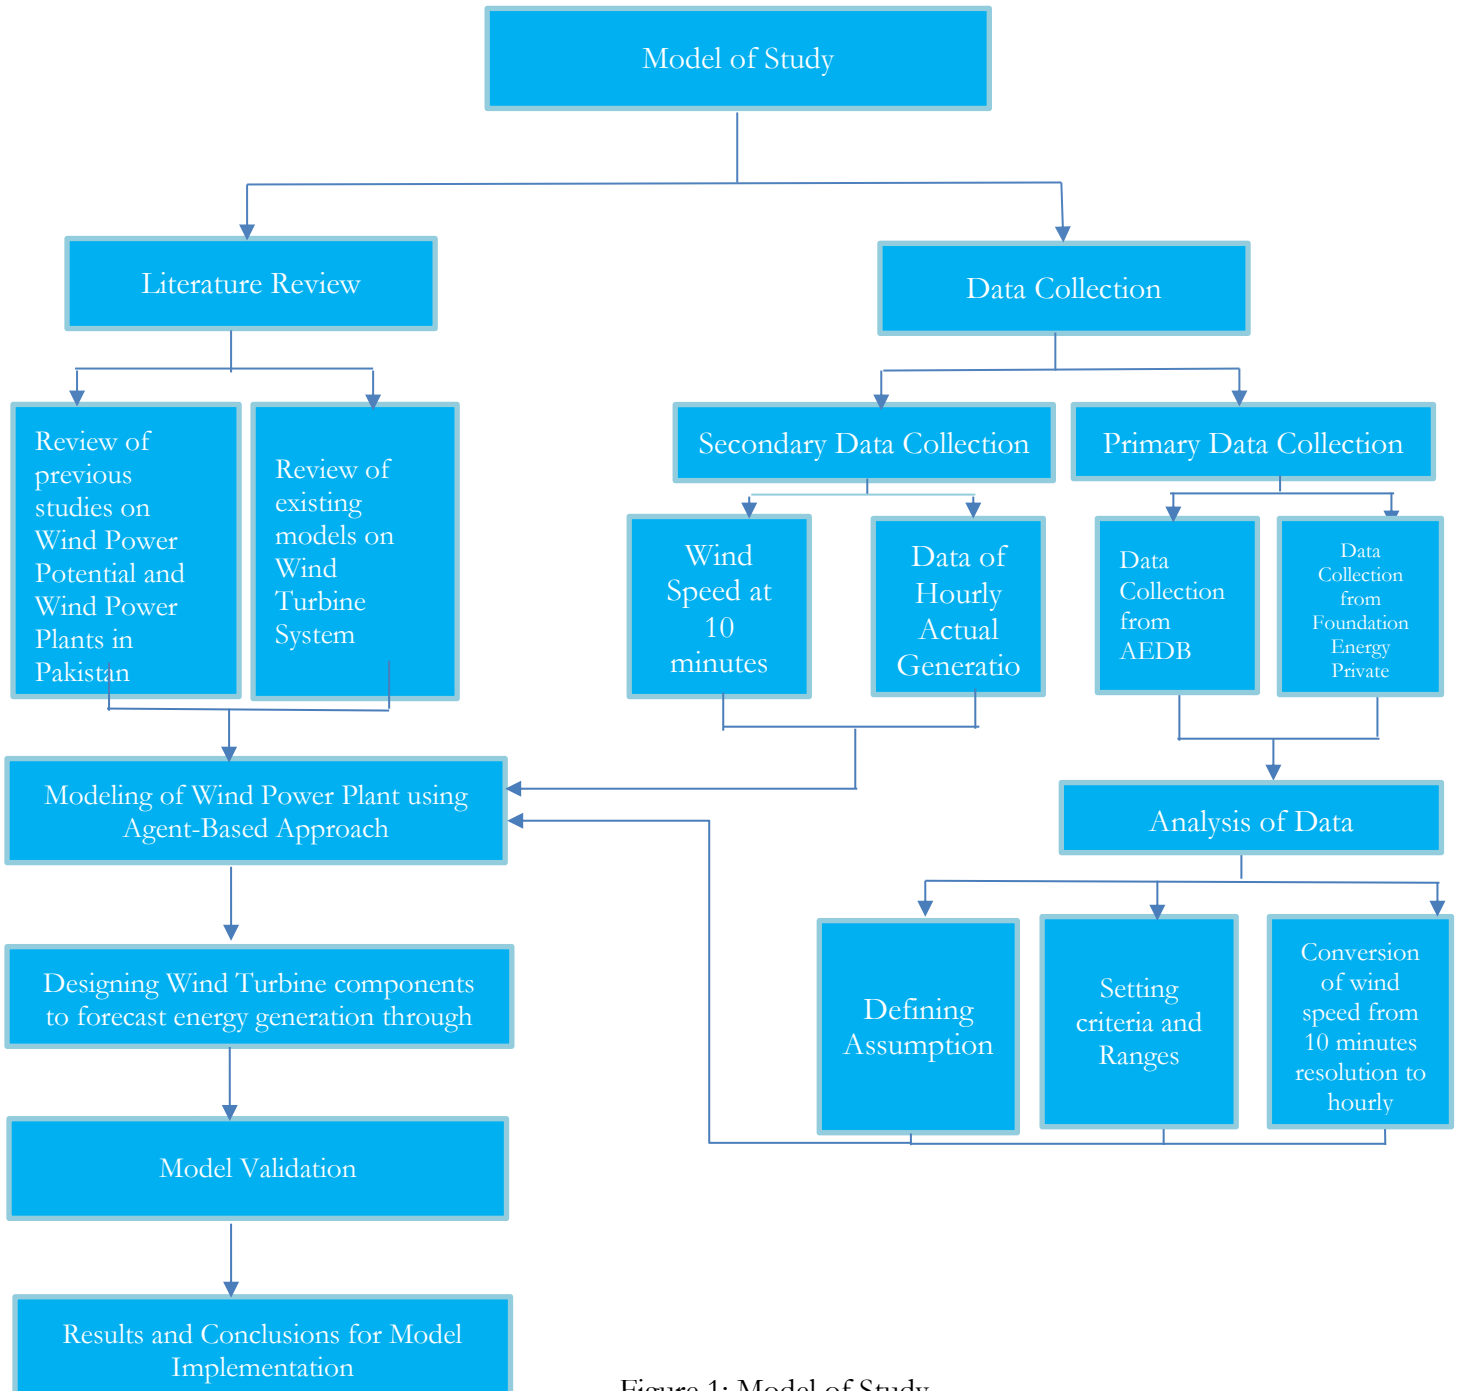 Model of Study
Literature Review
Data Collection
Review of
previous
studies on
Wind Power
Potential and
Wind Power
Plants in
Pakistan
Review of
existing
models on
Wind
Turbine
System
Secondary Data Collection
Primary Data Collection
Wind
Speed at
10
minutes
Data of
Hourly
Actual
Generatio
Data
Collection
from
AEDB
Data
Collection
from
Foundation
Energy
Private
Modeling of Wind Power Plant using
Agent-Based Approach
Analysis of Data
Designing Wind Turbine components
to forecast energy generation through
Defining
Assumption
Setting
criteria and
Ranges
Conversion
of wind
speed from
10 minutes
resolution to
hourly
Model Validation
Results and Conclusions for Model
Implementation
Figure 1: Model of Study